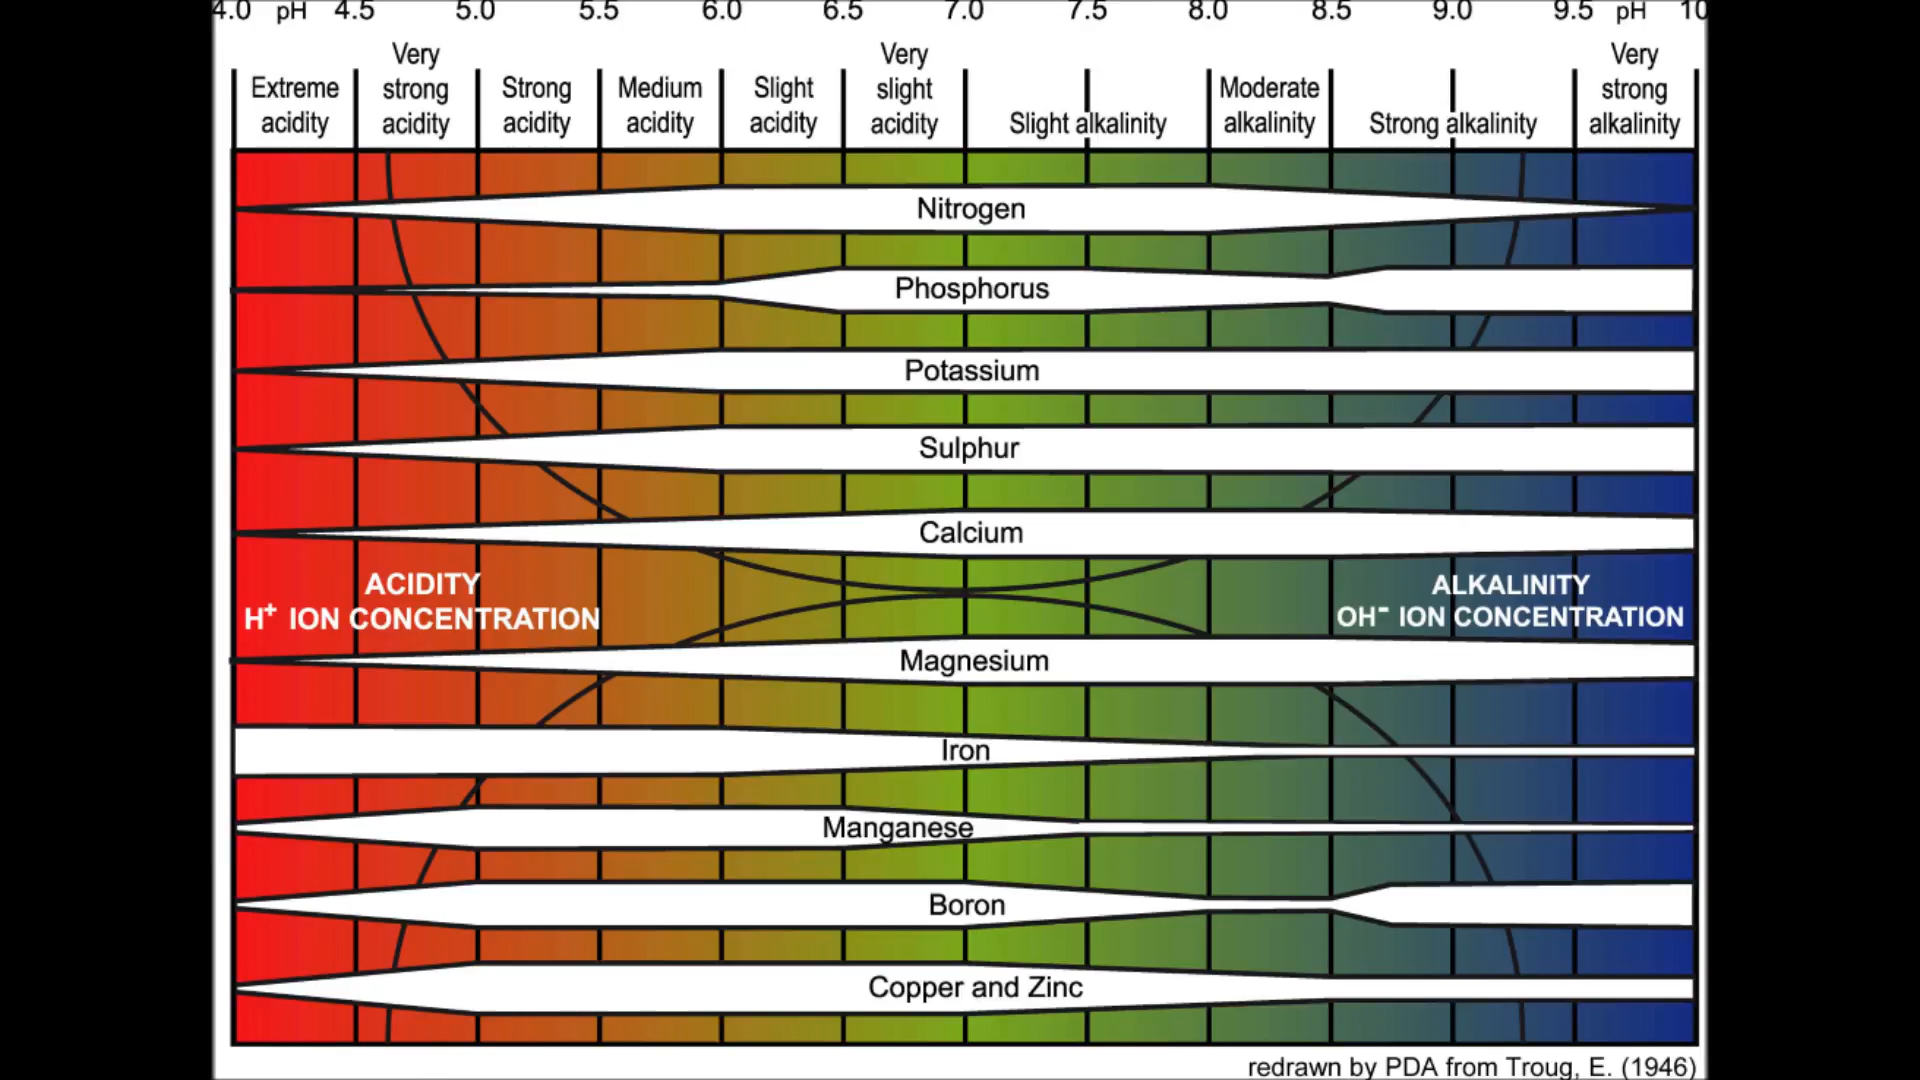 4.0 pH 4.5 5.0 5.5 6.0 6.5 7.0 7.5 8.0 8.5 9.0 9.5 pH 10
Extreme
acidity
Very
strong
acidity
Strong
acidity
Medium
acidity
Slight
acidity
Very
slight
acidity
Slight alkalinity
Moderate
alkalinity
Strong alkalinity
Very
strong
alkalinity
Nitrogen
Phosphorus
Potassium
Sulphur
Calcium
ACIDITY
H+ ION CONCENTRATION
ALKALINITY
OH- ION CONCENTRATION
Magnesium
Iron
Manganese
Boron
Copper and Zinc
redrawn by PDA from Troug, E. (1946)